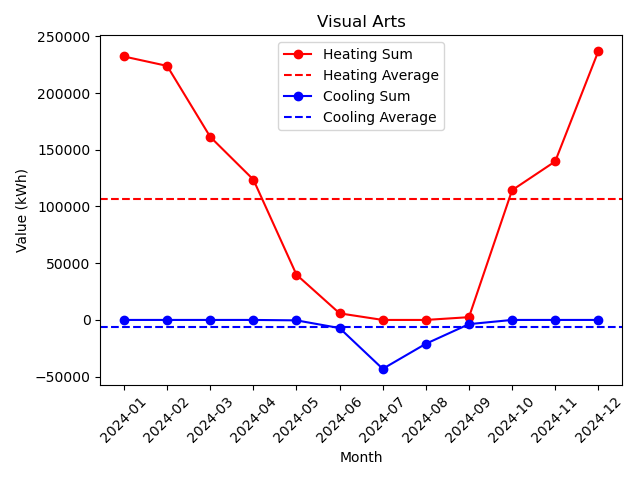 Visual Arts
250000
200000
150000
100000
50000
0
−50000
Value (kWh)
Heating Sum
Heating Average
Cooling Sum
Cooling Average
2024-01
2024-02
2024-03
2024-04
2024-05
2024-06
2024-07
2024-08
2024-09
2024-10
2024-11
2024-12
Month